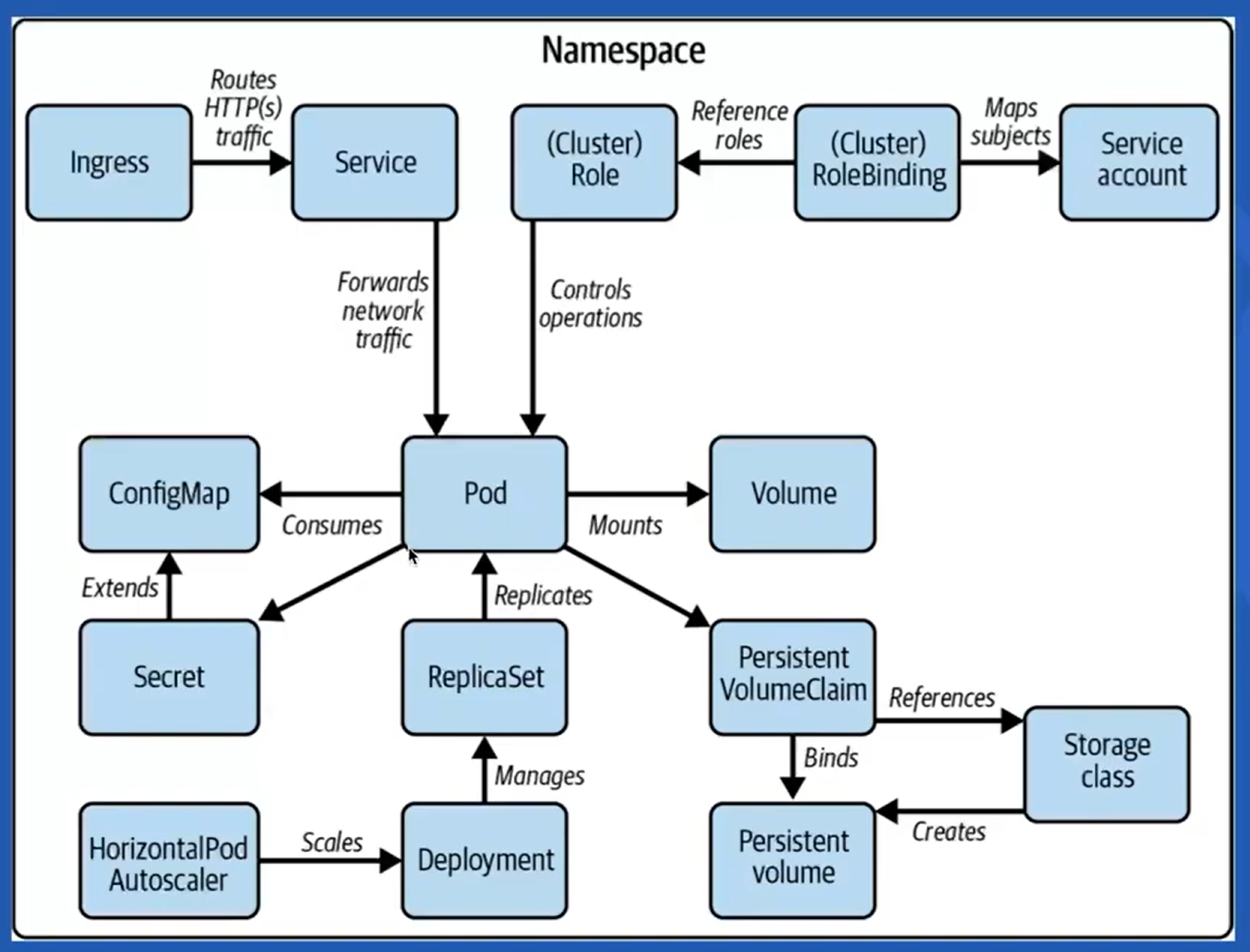 Namespace
Routes
HTTP(s)
traffic
Ingress
Service
(Cluster)
Role
Reference
roles
(Cluster)
RoleBinding
Maps
subjects
Service
account
Forwards
network
traffic
Controls
operations
ConfigMap
Consumes
Pod
Mounts
Volume
Extends
Replicates
Secret
ReplicaSet
Persistent
VolumeClaim
References
Storage
class
Manages
Binds
Creates
HorizontalPod
Autoscaler
Scales
Deployment
Persistent
volume